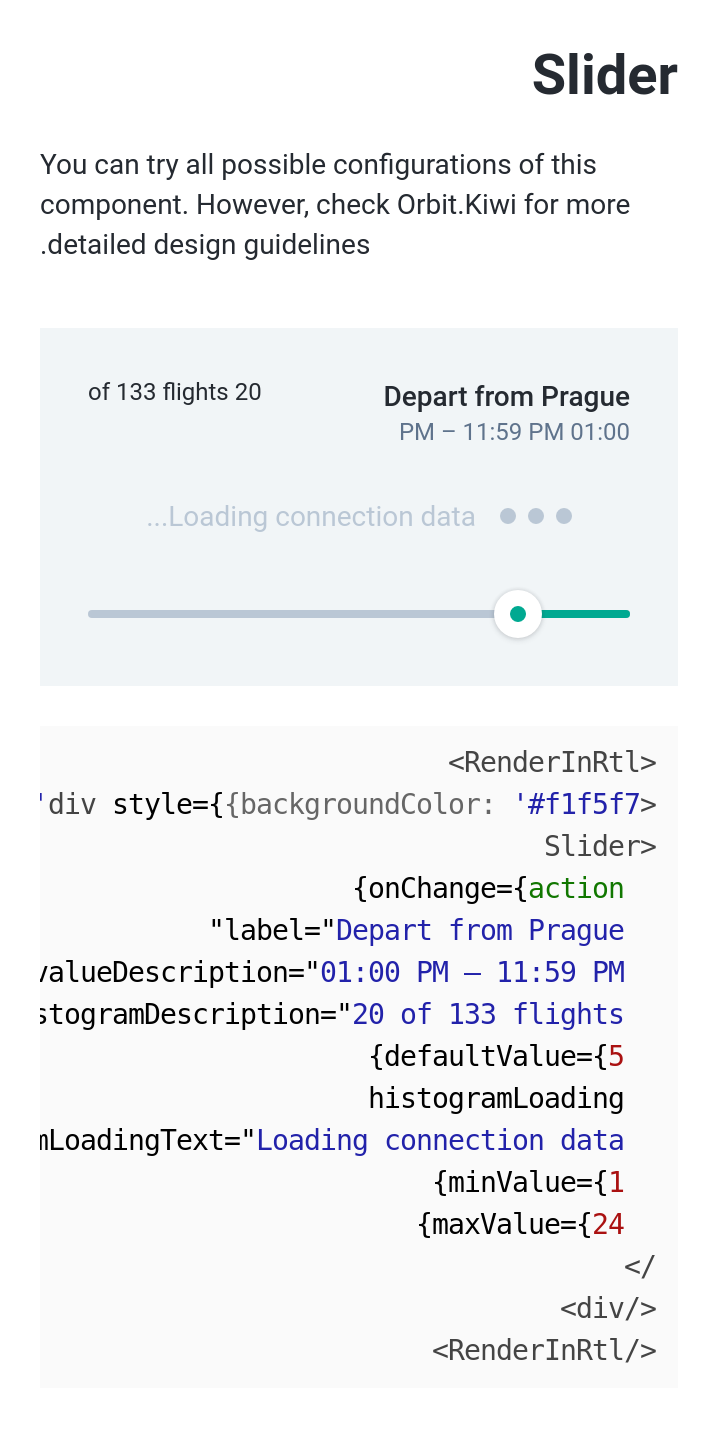 Slider
You can try all possible configurations of this
component. However, check Orbit.Kiwi for more
.detailed design guidelines
of 133 flights 20
Depart from Prague
PM – 11:59 PM 01:00
...Loading connection data
<RenderInRtl>
'div style={{backgroundColor: '#f1f5f7>
Slider>
{onChange={action
"label="Depart from Prague
valueDescription="01:00 PM – 11:59 PM
stogramDescription="20 of 133 flights
{defaultValue={5
histogramLoading
mLoadingText="Loading connection data
{minValue={1
{maxValue={24
</
<div/>
<RenderInRtl/>